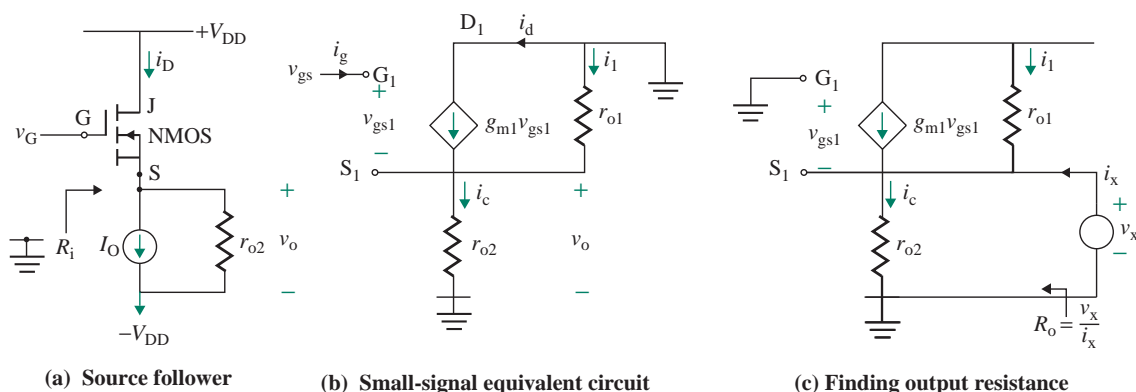 +V_DD
i_D
J
G
v_G
NMOS
S
+
R_i
I_O
r_o2
v_o
−
−V_DD
(a) Source follower
D_1
i_d
i_g
v_gs
G_1
+
v_gs1
−
g_m1v_gs1
i_1
r_o1
S_1
i_c
+
r_o2
v_o
−
(b) Small-signal equivalent circuit
G_1
+
v_gs1
−
g_m1v_gs1
i_1
r_o1
S_1
i_c
i_x
+
v_x
−
r_o2
R_o = v_x/i_x
(c) Finding output resistance